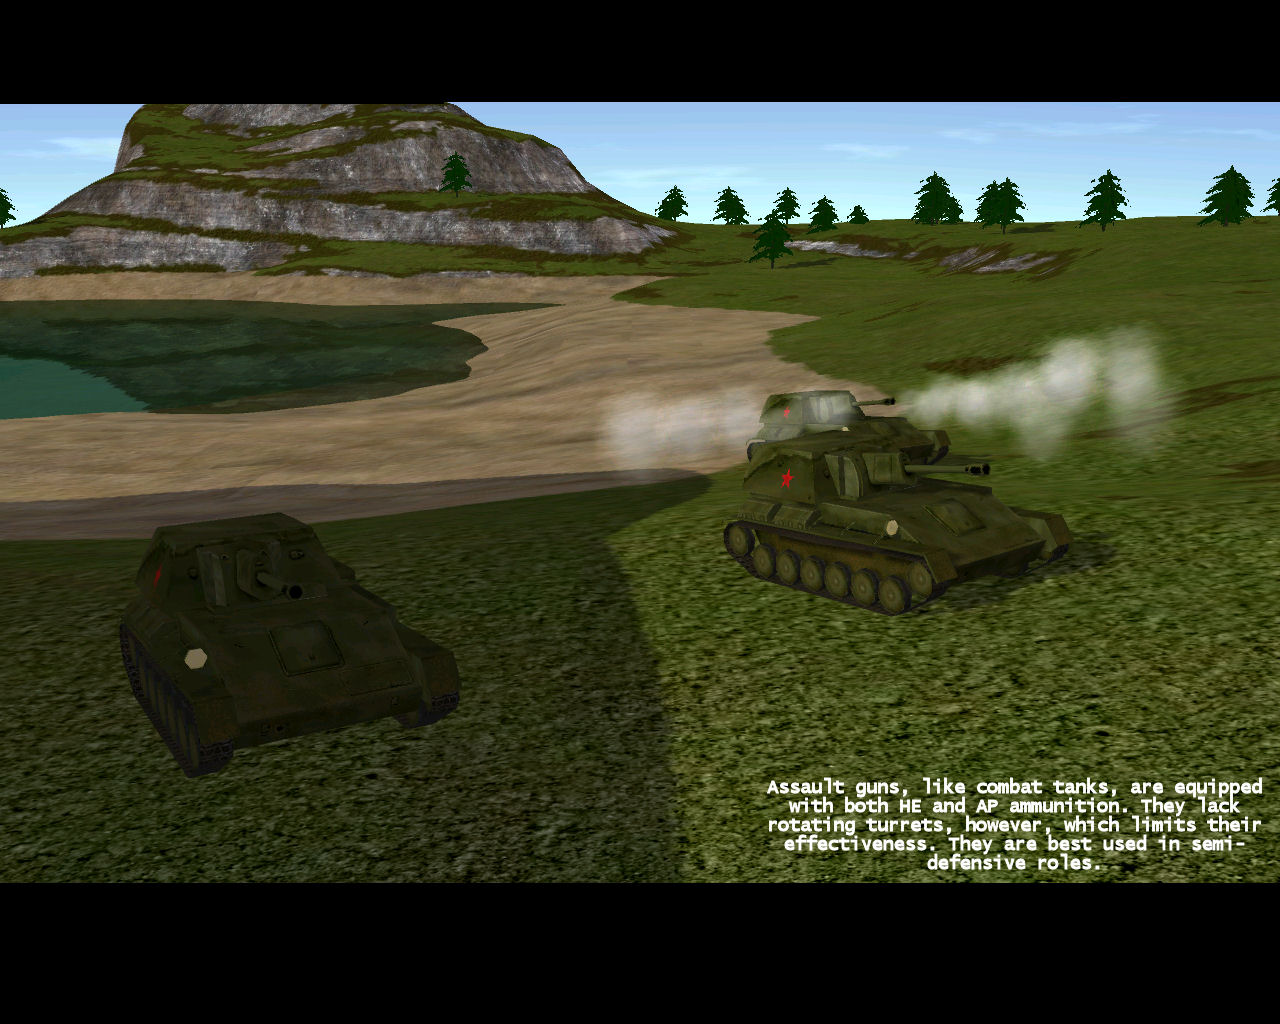 Assault guns, like combat tanks, are equipped
with both HE and AP ammunition. They lack
rotating turrets, however, which limits their
effectiveness. They are best used in semi-
defensive roles.